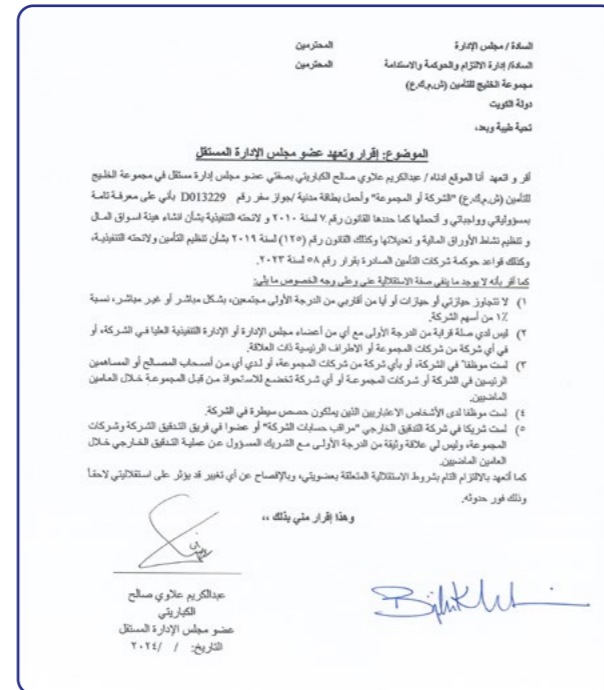 السادة / مجلس الإدارة المحترمين
السادة/ إدارة الالتزام والحوكمة والاستدامة المحترمين
مجموعة الخليج للتأمين (ش.م.ك.ع)
دولة الكويت
تحية طيبة وبعد،
الموضوع: إقرار وتعهد عضو مجلس الإدارة المستقل
أقر و اتعهد أنا الموقع ادناه / عبدالكريم علاوي صالح الكباريتي بصفتي عضو مجلس إدارة مستقل في مجموعة الخليج
للتأمين (ش.م.ك.ع) "الشركة أو المجموعة" وأحمل بطاقة مدنية /جواز سفر رقم D013229 بأني على معرفة تامة
بمسؤولياتي وواجباتي و أتحملها كما حددها القانون رقم ٧ لسنة ٢٠١٠ و لائحته التنفيذية بشأن انشاء هيئة اسواق المال
و تنظيم نشاط الأوراق المالية و تعديلاتها وكذلك القانون رقم (١٢٥) لسنة ٢٠١٩ بشأن تنظيم التأمين ولائحته التنفيذية،
وكذلك قواعد حوكمة شركات التأمين الصادرة بقرار رقم ٥٨ لسنة ٢٠٢٣.
كما أقر بأنه لا يوجد ما ينفي صفة الاستقلالية عني وعلى وجه الخصوص ما يلي:
١) لا تتجاوز حيازتي أو حيازات أو أيا من أقاربي من الدرجة الأولى مجتمعين، بشكل مباشر أو غير مباشر، نسبة
١٪ من أسهم الشركة.
٢) ليس لدي صلة قرابة من الدرجة الأولى مع أي من أعضاء مجلس الإدارة أو الإدارة التنفيذية العليا في الشركة، أو
في أي شركة من شركات المجموعة أو الاطراف الرئيسية ذات العلاقة.
٣) لست موظفا في الشركة، أو بأي شركة من شركات المجموعة، أو لدي أي من أصحاب المصالح أو المساهمين
الرئيسين في الشركة أو شركات المجموعة أو أي شركة تخضع للاستحواذ من قبل المجموعة خلال العامين
الماضيين.
٤) لست موظفا لدى الأشخاص الاعتباريين الذين يملكون حصص سيطرة في الشركة.
٥) لست شريكا في شركة التدقيق الخارجي "مراقب حسابات الشركة" أو عضوا في فريق التدقيق الشركة وشركات
المجموعة، وليس لي علاقة وثيقة من الدرجة الأولى مع الشريك المسؤول عن عملية التدقيق الخارجي خلال
العامين الماضيين.
كما أتعهد بالالتزام التام بشروط الاستقلالية المتعلقة بعضويتي، وبالإفصاح عن أي تغيير قد يؤثر على استقلاليتي لاحقاً
وذلك فور حدوثه.
وهذا إقرار مني بذلك ،،
عبدالكريم علاوي صالح
الكباريتي
عضو مجلس الإدارة المستقل
التاريخ: / /٢٠٢٤